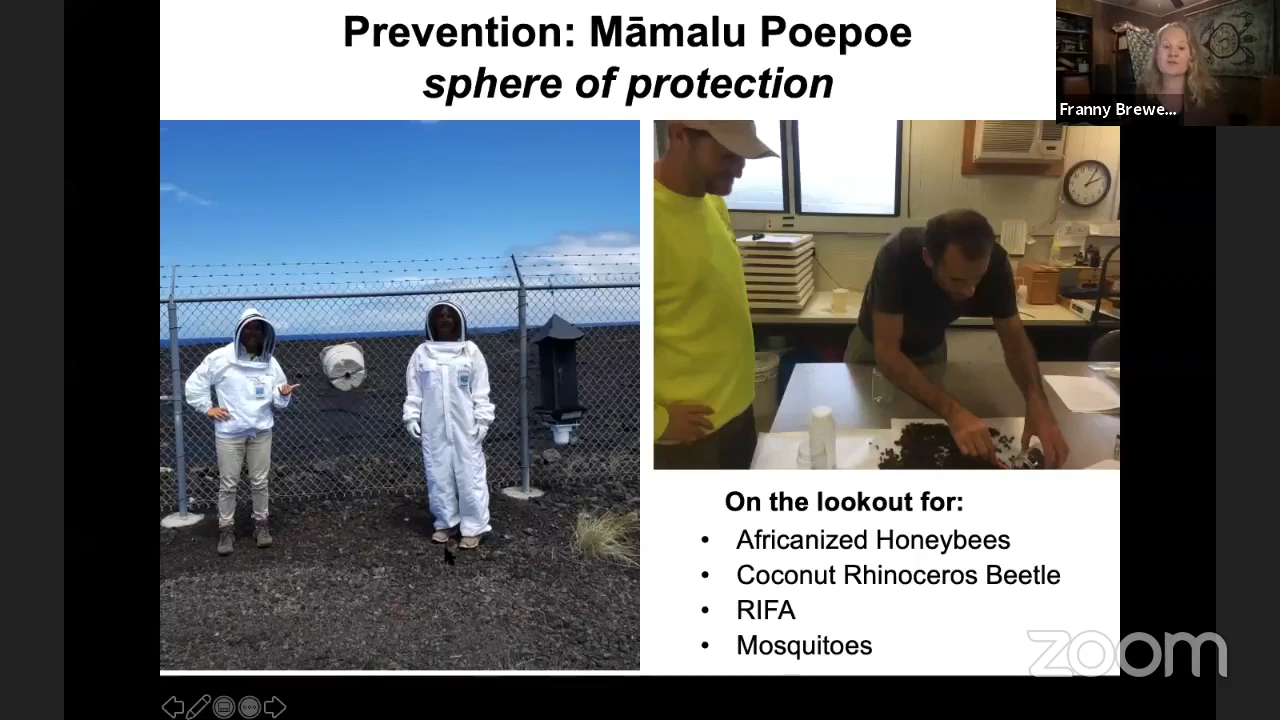 Prevention: Māmalu Poepoe
sphere of protection
Franny Brewe...
On the lookout for:
• Africanized Honeybees
• Coconut Rhinoceros Beetle
• RIFA
• Mosquitoes
zoom